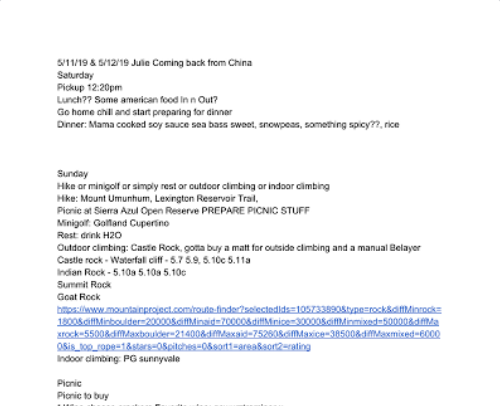 5/11/19 & 5/12/19 Julie Coming back from China
Saturday
Pickup 12:20pm
Lunch?? Some american food In n Out?
Go home chill and start preparing for dinner
Dinner: Mama cooked soy sauce sea bass sweet, snowpeas, something spicy??, rice
Sunday
Hike or minigolf or simply rest or outdoor climbing or indoor climbing
Hike: Mount Umunhum, Lexington Reservoir Trail,
Picnic at Sierra Azul Open Reserve PREPARE PICNIC STUFF
Minigolf: Golfland Cupertino
Rest: drink H2O
Outdoor climbing: Castle Rock, gotta buy a matt for outside climbing and a manual Belayer
Castle rock - Waterfall cliff - 5.7 5.9, 5.10c 5.11a
Indian Rock - 5.10a 5.10a 5.10c
Summit Rock
Goat Rock
https://www.mountainproject.com/route-finder?selectedIds=105733890&type=rock&diffMinrock=
1800&diffMinboulder=20000&diffMinaid=70000&diffMinice=30000&diffMinmixed=50000&diffMa
xrock=5500&diffMaxboulder=21400&diffMaxaid=75260&diffMaxice=38500&diffMaxmixed=6000
0&is_top_rope=1&stars=0&pitches=0&sort1=area&sort2=rating
Indoor climbing: PG sunnyvale
Picnic
Picnic to buy